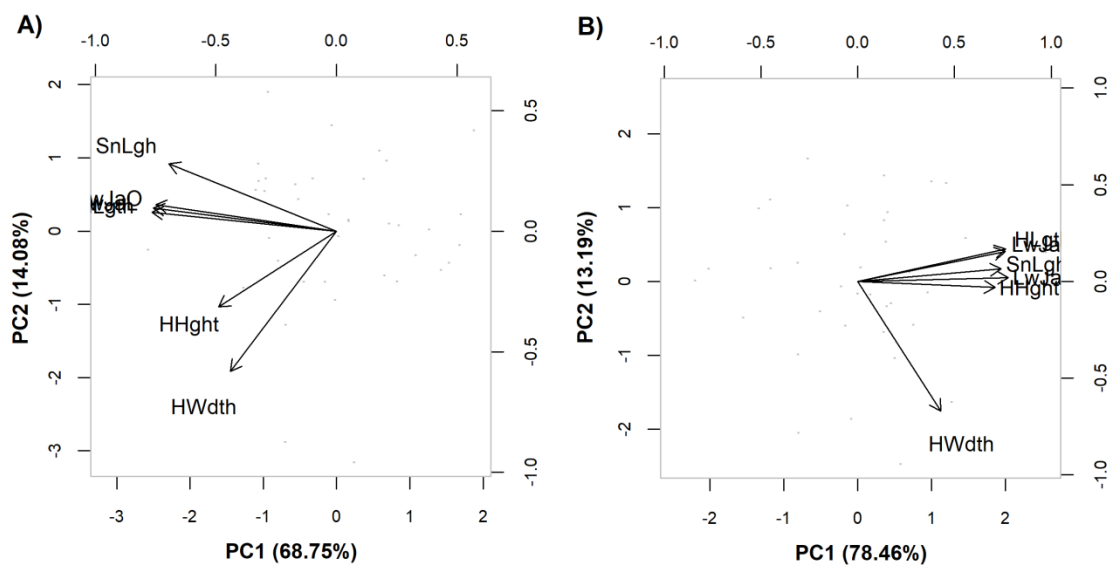 A)
-1.0 -0.5 0.0 0.5
PC2 (14.08%)
2 1 0 -1 -2 -3
0.5 0.0 -0.5 -1.0
SnLgh
HHght
HWdth
-3 -2 -1 0 1 2
PC1 (68.75%)
B)
-1.0 -0.5 0.0 0.5 1.0
PC2 (13.19%)
2 1 0 -1 -2
1.0 0.5 0.0 -0.5 -1.0
HLgt
LwJa
SnLgh
LwJa
HHght
HWdth
-2 -1 0 1 2
PC1 (78.46%)